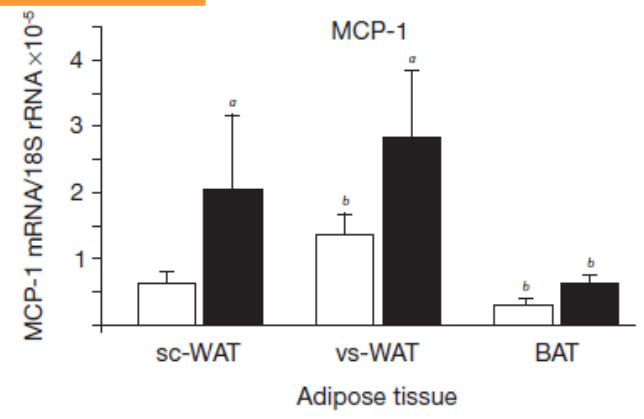 MCP-1
MCP-1 mRNA/18S rRNA ×10⁻⁵
4
3
2
1
a
a
b
b
b
sc-WAT vs-WAT BAT
Adipose tissue